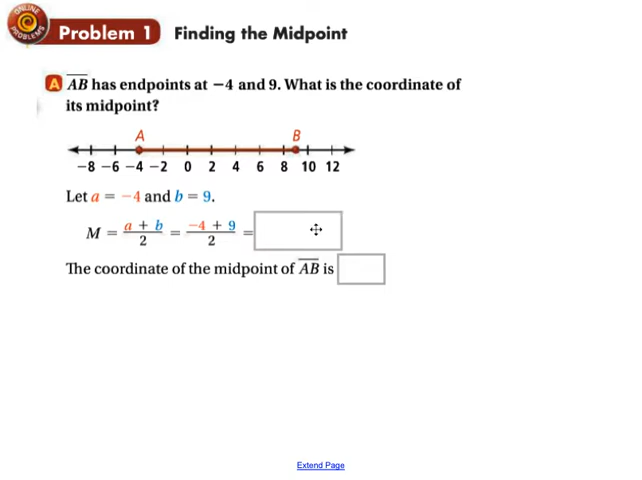 ONLINE
PROBLEMS
Problem 1 Finding the Midpoint
A AB has endpoints at −4 and 9. What is the coordinate of
its midpoint?
A B
−8 −6 −4 −2 0 2 4 6 8 10 12
Let a = −4 and b = 9.
M = a + b / 2 = −4 + 9 / 2 =
The coordinate of the midpoint of AB is
Extend Page